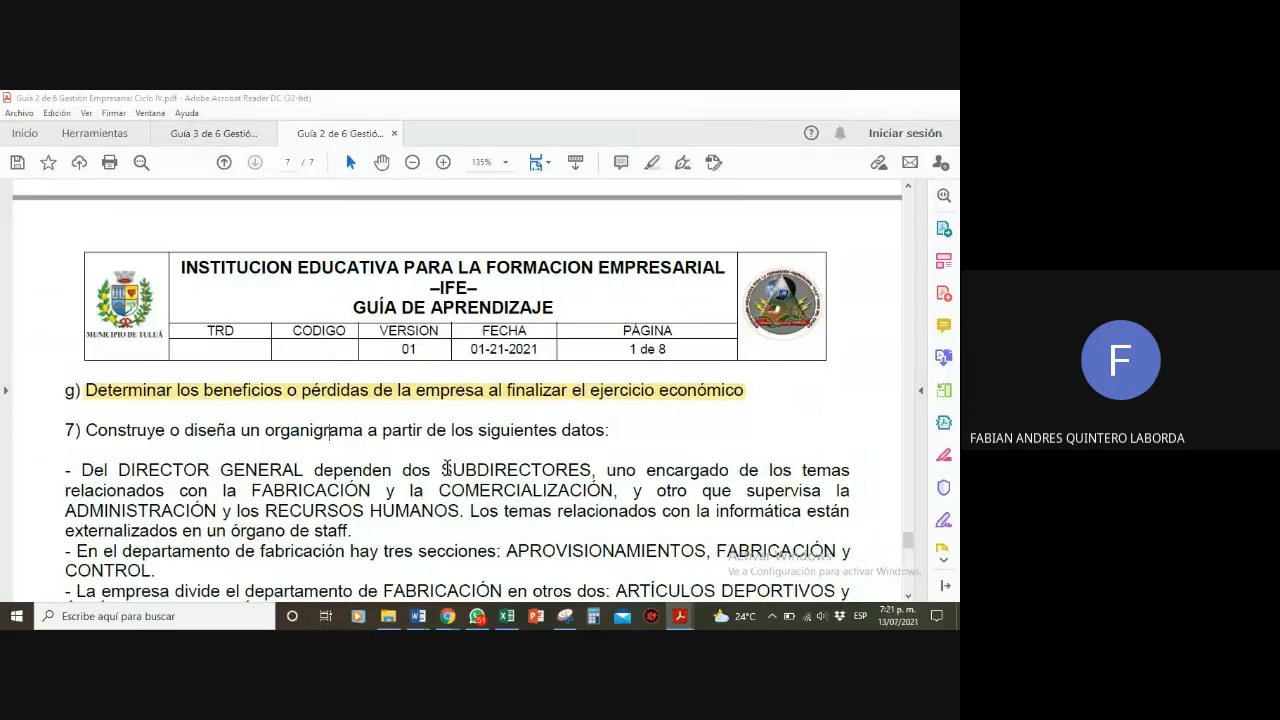 Guía 2 de 6 Gestión Empresarial Ciclo IV.pdf - Adobe Acrobat Reader DC (32-bit)
Archivo Edición Ver Firmar Ventana Ayuda
Inicio Herramientas Guía 3 de 6 Gestió... Guía 2 de 6 Gestió... × Iniciar sesión
7 / 7 135%
INSTITUCION EDUCATIVA PARA LA FORMACION EMPRESARIAL
–IFE–
GUÍA DE APRENDIZAJE
MUNICIPIO DE TULUÁ
TRD CODIGO VERSION FECHA PÁGINA
01 01-21-2021 1 de 8
g) Determinar los beneficios o pérdidas de la empresa al finalizar el ejercicio económico
7) Construye o diseña un organigrama a partir de los siguientes datos:
- Del DIRECTOR GENERAL dependen dos SUBDIRECTORES, uno encargado de los temas
relacionados con la FABRICACIÓN y la COMERCIALIZACIÓN, y otro que supervisa la
ADMINISTRACIÓN y los RECURSOS HUMANOS. Los temas relacionados con la informática están
externalizados en un órgano de staff.
- En el departamento de fabricación hay tres secciones: APROVISIONAMIENTOS, FABRICACIÓN y
CONTROL.
- La empresa divide el departamento de FABRICACIÓN en otros dos: ARTÍCULOS DEPORTIVOS y
Activar Windows
Ve a Configuración para activar Windows.
Escribe aquí para buscar
51
24°C ESP
7:21 p. m.
13/07/2021
F
FABIAN ANDRES QUINTERO LABORDA